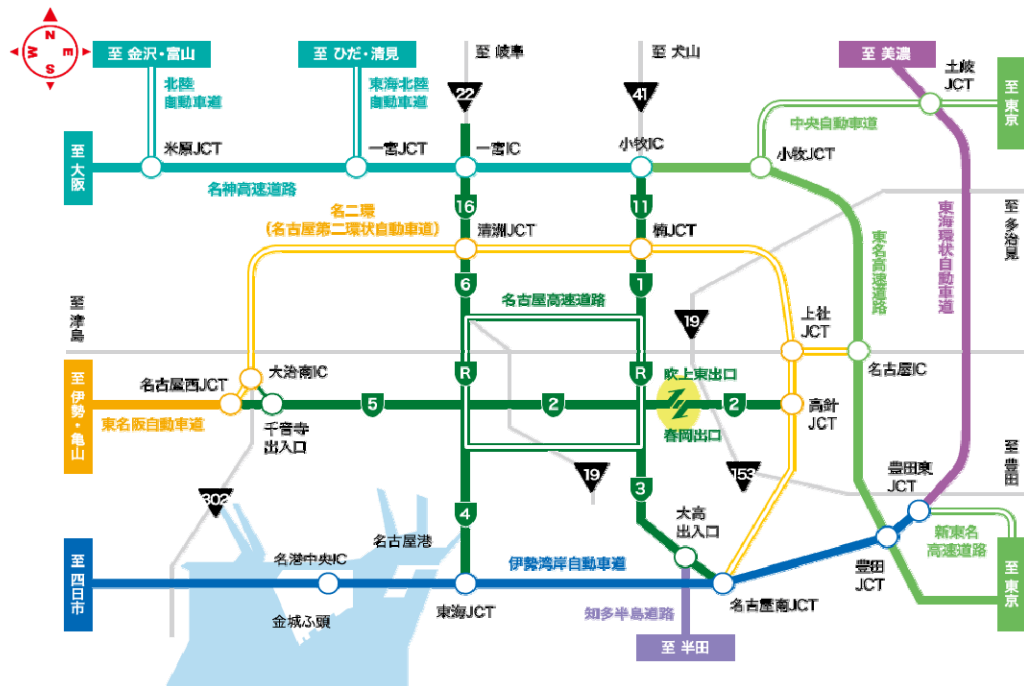 N
W
E
S
至 金沢・富山
至 ひだ・清見
至 岐阜
至 犬山
至 美濃
土岐
JCT
至 東京
北陸
自動車道
東海北陸
自動車道
22
41
中央自動車道
至 大阪
米原JCT
一宮JCT
一宮IC
小牧IC
小牧JCT
名神高速道路
16
11
名二環
(名古屋第二環状自動車道)
清洲JCT
楠JCT
東名高速道路
東海環状自動車道
至 多治見
6
1
名古屋高速道路
至 津島
19
上社
JCT
名古屋IC
大治南IC
R
R
吹上東出口
名古屋西JCT
至 伊勢・亀山
5
2
2
高針
JCT
東名阪自動車道
千音寺
出入口
春岡出口
至 豊田
豊田東
JCT
302
19
153
3
4
大高
出入口
名古屋港
新東名
高速道路
至 四日市
名港中央IC
伊勢湾岸自動車道
豊田
JCT
至 東京
金城ふ頭
東海JCT
知多半島道路
名古屋南JCT
至 半田